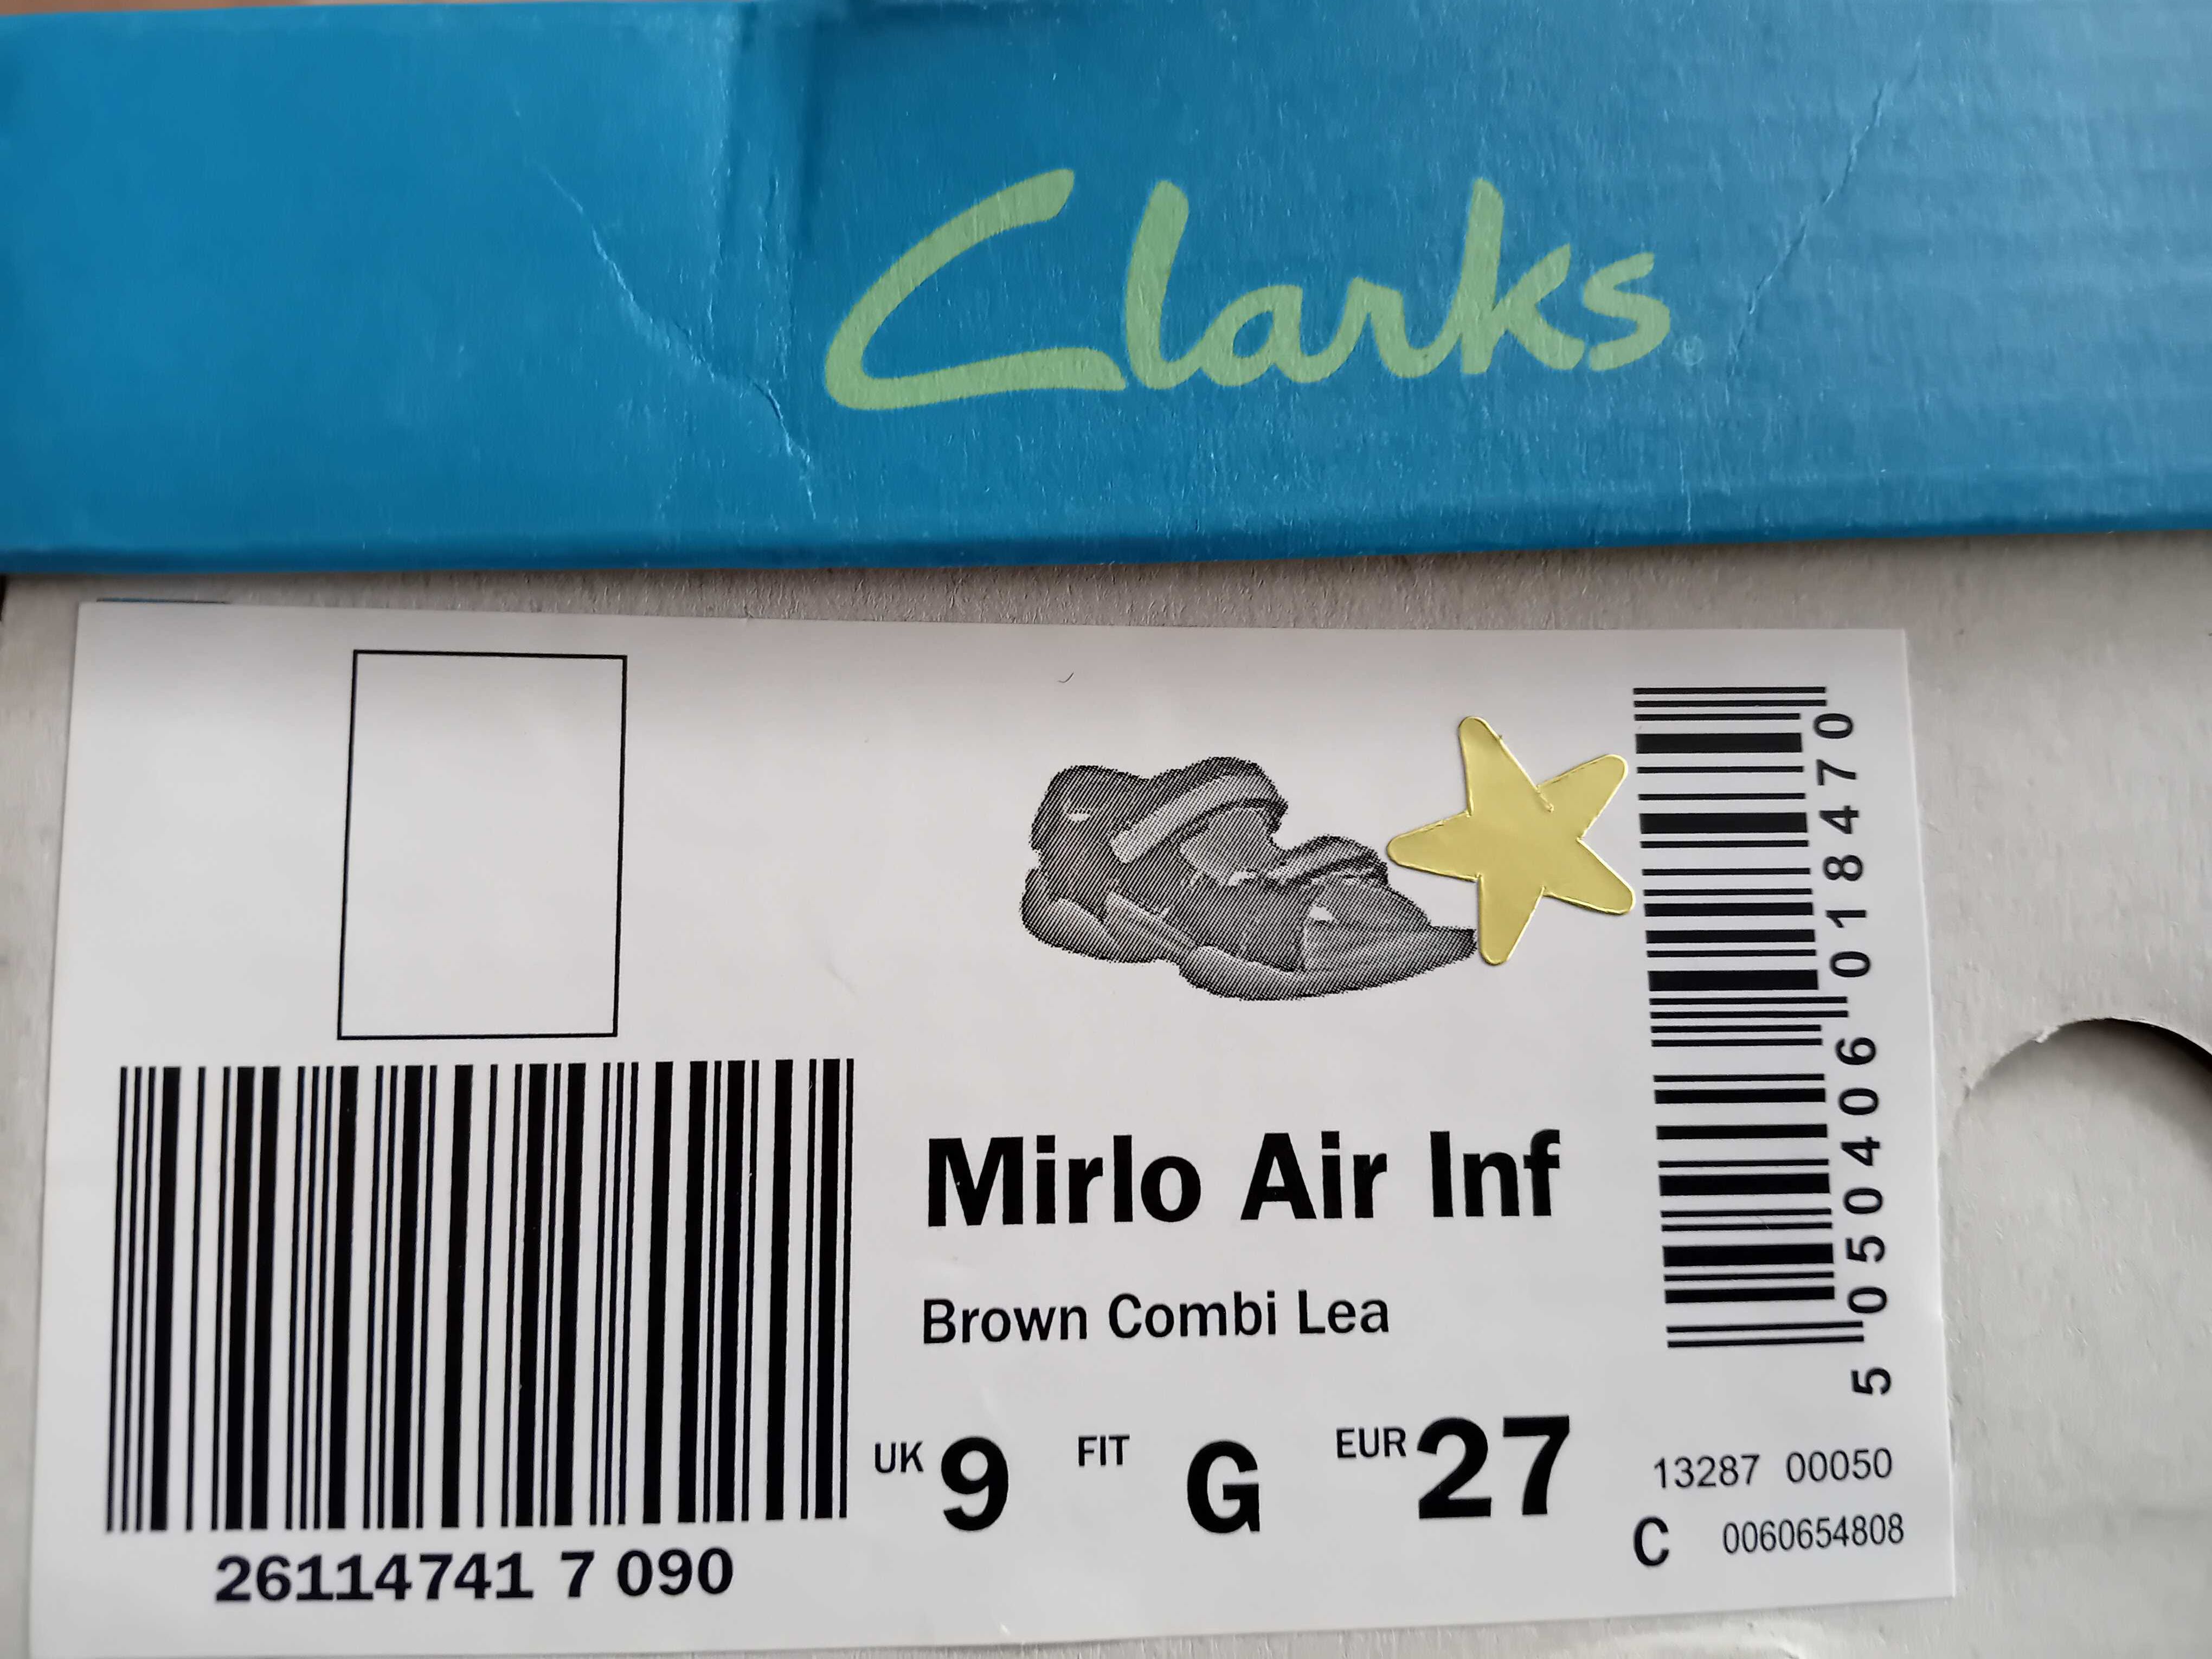 Clarks®
5 050406 018470
Mirlo Air Inf
Brown Combi Lea
UK 9 FIT G EUR 27
13287 00050
C 0060654808
26114741 7 090